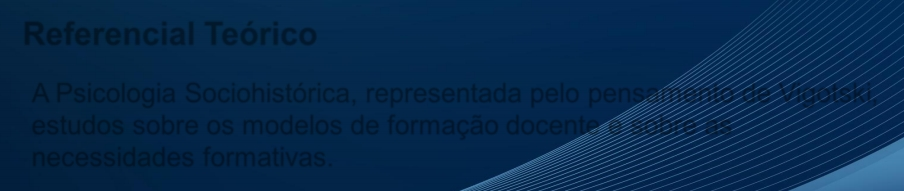 Referencial Teórico
A Psicologia Sociohistórica, representada pelo pensamento de Vigotski,
estudos sobre os modelos de formação docente e sobre as
necessidades formativas.